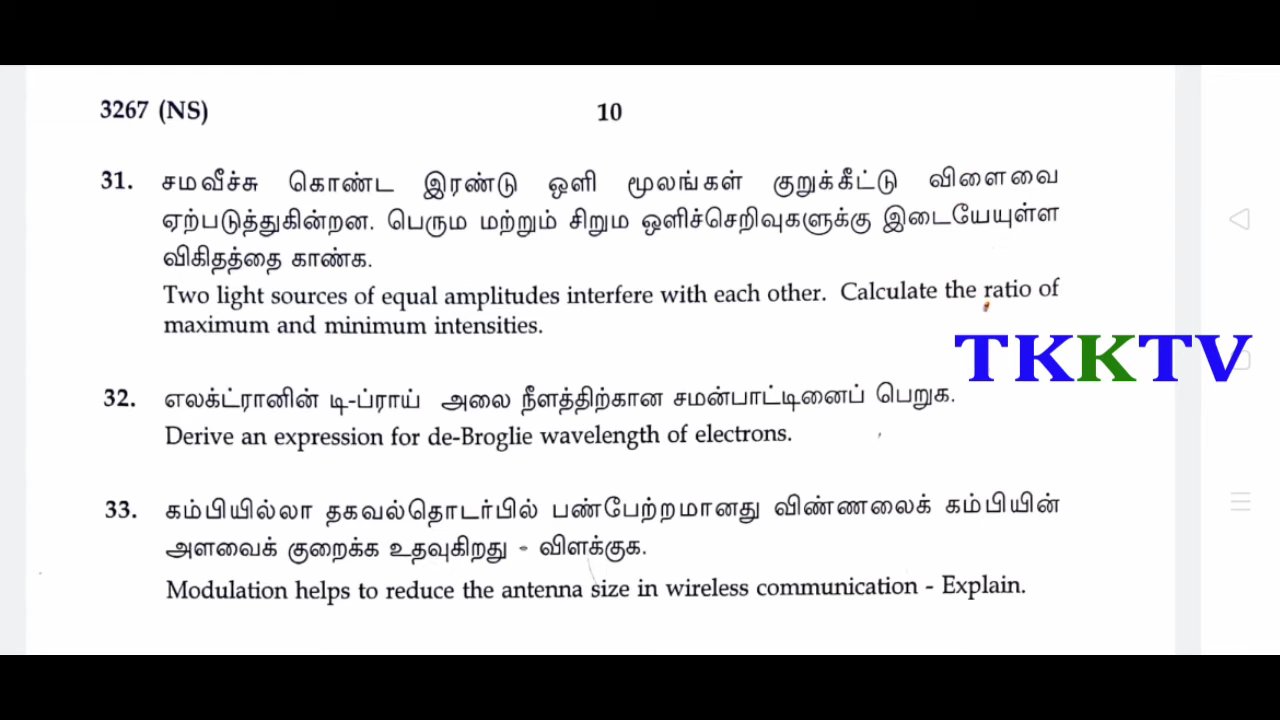 3267 (NS)
10
31. சமவீச்சு கொண்ட இரண்டு ஒளி மூலங்கள் குறுக்கீட்டு விளைவை
ஏற்படுத்துகின்றன. பெரும மற்றும் சிறும ஒளிச்செறிவுகளுக்கு இடையேயுள்ள
விகிதத்தை காண்க.
Two light sources of equal amplitudes interfere with each other. Calculate the ratio of
maximum and minimum intensities.
TKKTV
32. எலக்ட்ரானின் டி-ப்ராய் அலை நீளத்திற்கான சமன்பாட்டினைப் பெறுக.
Derive an expression for de-Broglie wavelength of electrons.
33. கம்பியில்லா தகவல்தொடர்பில் பண்பேற்றமானது விண்ணலைக் கம்பியின்
அளவைக் குறைக்க உதவுகிறது - விளக்குக.
Modulation helps to reduce the antenna size in wireless communication - Explain.